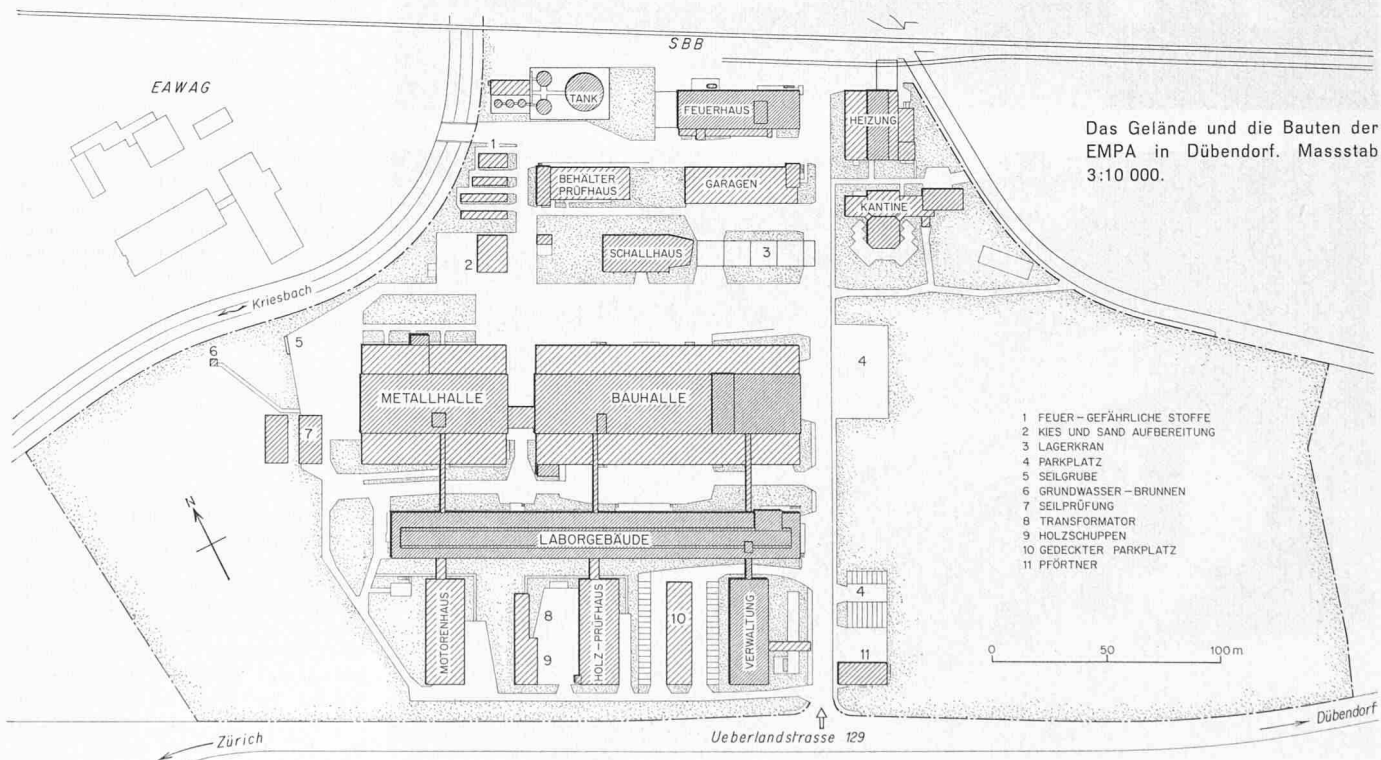 SBB
EAWAG
TANK
FEUERHAUS
HEIZUNG
Das Gelände und die Bauten der
EMPA in Dübendorf. Massstab
3:10 000.
1
BEHÄLTER
PRÜFHAUS
GARAGEN
KANTINE
2
SCHALLHAUS
3
Kriesbach
5
6
4
METALLHALLE
BAUHALLE
7
1 FEUER-GEFÄHRLICHE STOFFE
2 KIES UND SAND AUFBEREITUNG
3 LAGERKRAN
4 PARKPLATZ
5 SEILGRUBE
6 GRUNDWASSER-BRUNNEN
7 SEILPRÜFUNG
8 TRANSFORMATOR
9 HOLZSCHUPPEN
10 GEDECKTER PARKPLATZ
11 PFÖRTNER
N
LABORGEBÄUDE
MOTORENHAUS
8
9
HOLZ-PRÜFHAUS
10
VERWALTUNG
4
11
0 50 100 m
Zürich
Ueberlandstrasse 129
Dübendorf